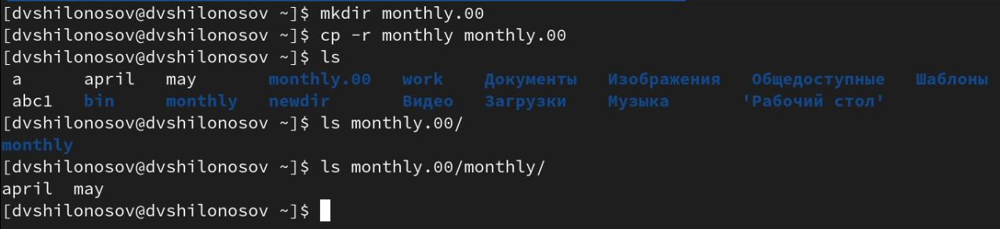 [dvshilonosov@dvshilonosov ~]$ mkdir monthly.00
[dvshilonosov@dvshilonosov ~]$ cp -r monthly monthly.00
[dvshilonosov@dvshilonosov ~]$ ls
a april may monthly.00 work Документы Изображения Общедоступные Шаблоны
abc1 bin monthly newdir Видео Загрузки Музыка 'Рабочий стол'
[dvshilonosov@dvshilonosov ~]$ ls monthly.00/
monthly
[dvshilonosov@dvshilonosov ~]$ ls monthly.00/monthly/
april may
[dvshilonosov@dvshilonosov ~]$